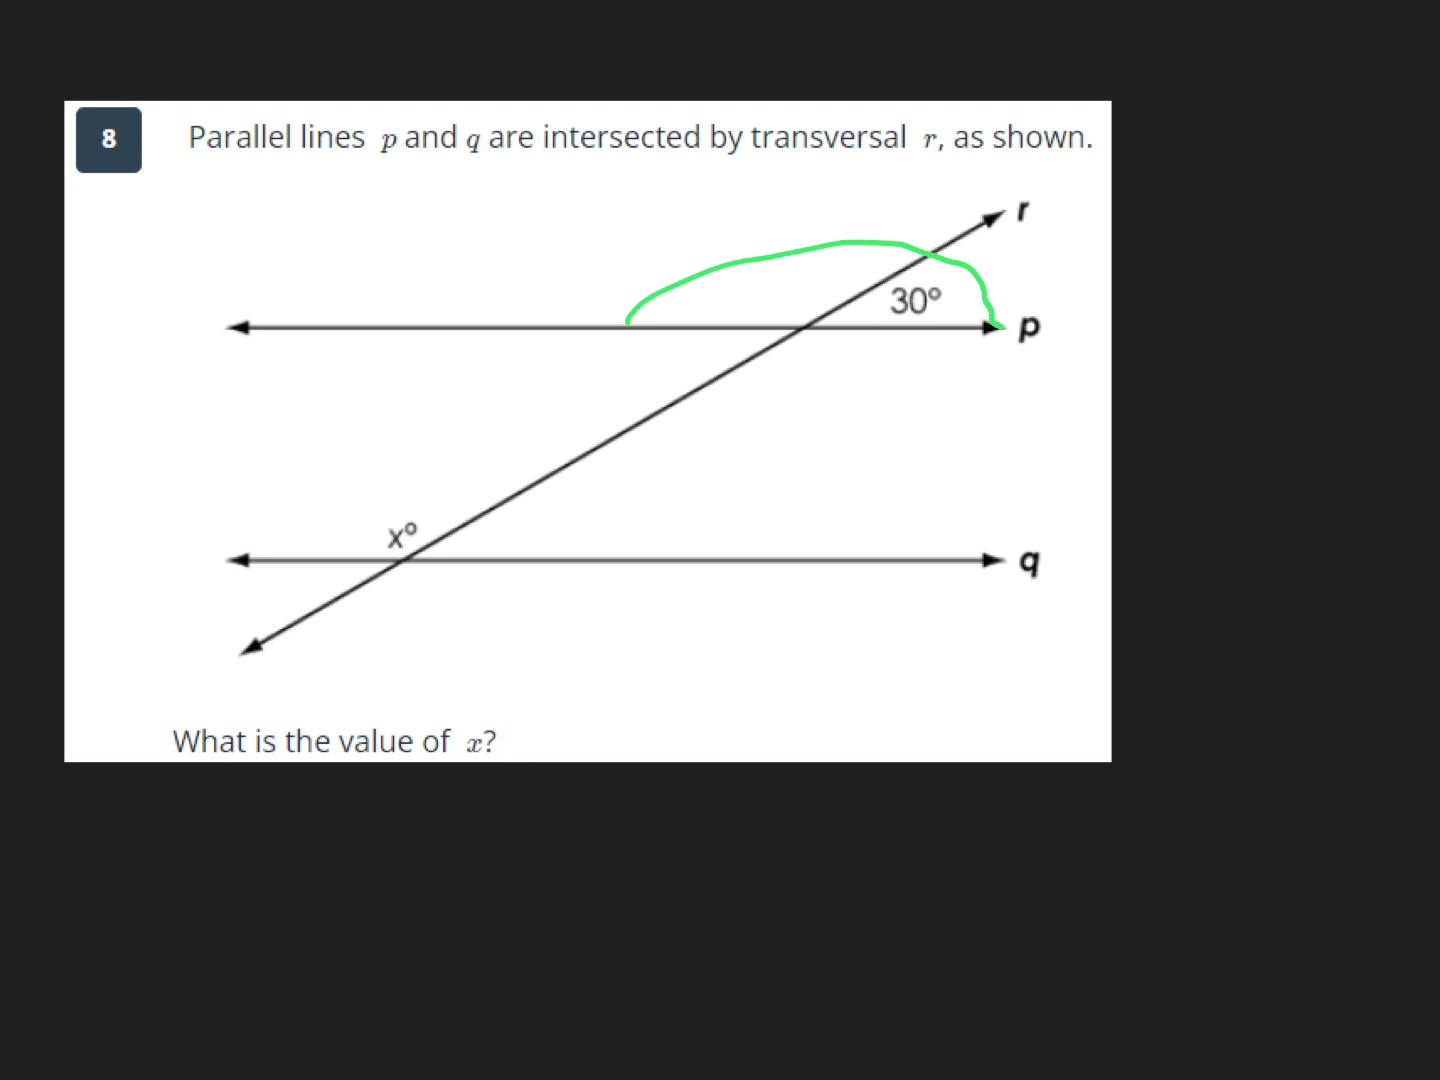 8
Parallel lines p and q are intersected by transversal r, as shown.
r
30°
p
x°
q
What is the value of x?